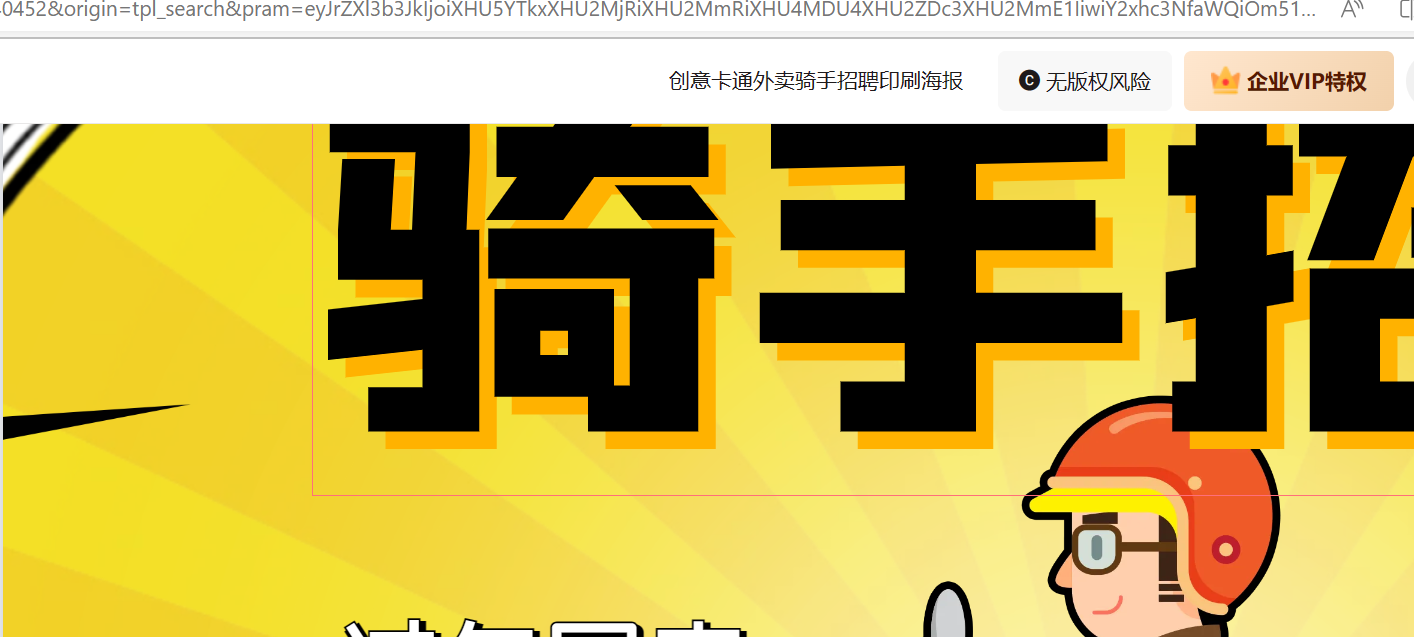 0452&origin=tpl_search&pram=eyJrZXl3b3JkIjoiXHU5YTkxXHU2MjRiXHU2MmRiXHU4MDU4XHU2ZDc3XHU2MmE1IiwiY2xhc3NfaWQiOm51...
创意卡通外卖骑手招聘印刷海报 C 无版权风险 企业VIP特权
骑手招